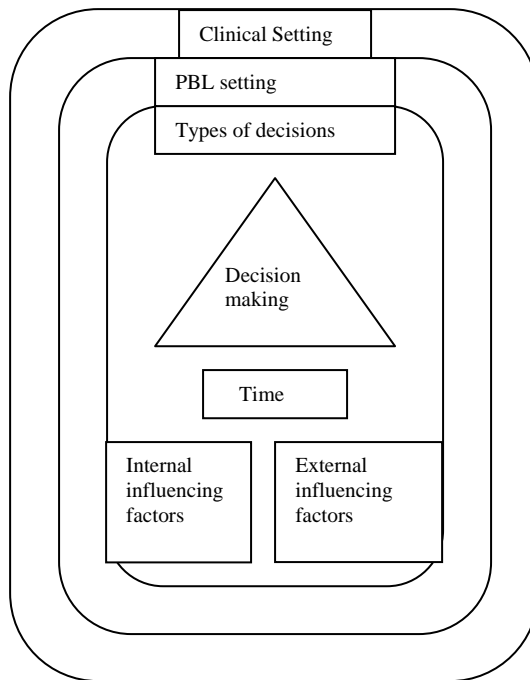 Clinical Setting
PBL setting
Types of decisions
Decision
making
Time
Internal
influencing
factors
External
influencing
factors